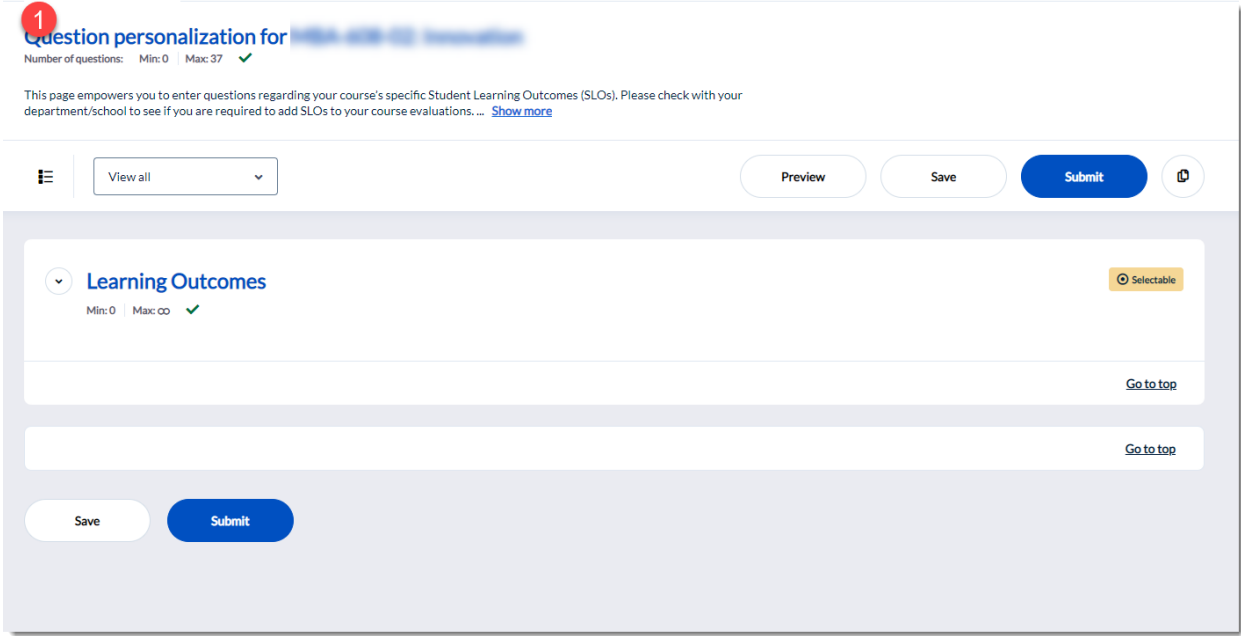 1
Question personalization for
Number of questions: Min: 0 Max: 37
This page empowers you to enter questions regarding your course's specific Student Learning Outcomes (SLOs). Please check with your
department/school to see if you are required to add SLOs to your course evaluations. ... Show more
View all Preview Save Submit
Learning Outcomes Selectable
Min: 0 Max: ∞
Go to top
Go to top
Save Submit